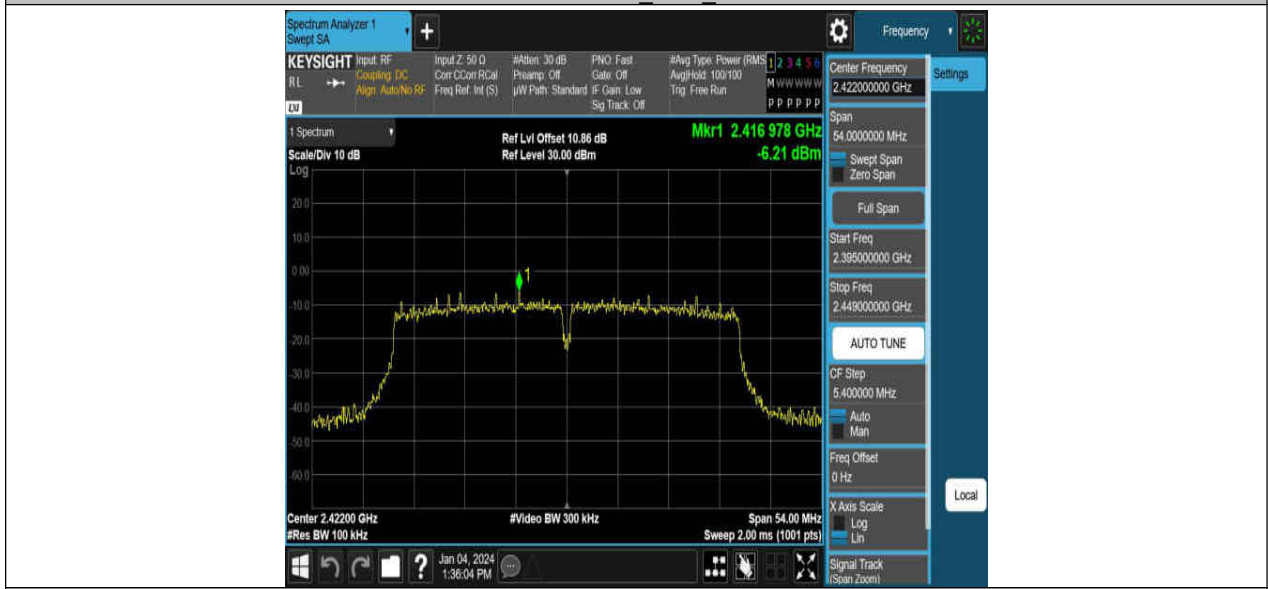 Spectrum Analyzer 1
Swept SA
+
Frequency
KEYSIGHT
RL
LXI
Input: RF
Coupling: DC
Align: Auto/No RF
Input Z: 50 Ω
Corr CCorr RCal
Freq Ref: Int (S)
#Atten: 30 dB
Preamp: Off
µW Path: Standard
PNO: Fast
Gate: Off
IF Gain: Low
Sig Track: Off
#Avg Type: Power (RMS
Avg|Hold: 100/100
Trig: Free Run
1 2 3 4 5 6
M W W W W W
P P P P P P
1 Spectrum
Scale/Div 10 dB
Log
Ref Lvl Offset 10.86 dB
Ref Level 30.00 dBm
Mkr1 2.416 978 GHz
-6.21 dBm
20.0
10.0
0.00
-10.0
-20.0
-30.0
-40.0
-50.0
-60.0
1
Center 2.42200 GHz
#Res BW 100 kHz
#Video BW 300 kHz
Span 54.00 MHz
Sweep 2.00 ms (1001 pts)
Center Frequency
2.422000000 GHz
Settings
Span
54.0000000 MHz
Swept Span
Zero Span
Full Span
Start Freq
2.395000000 GHz
Stop Freq
2.449000000 GHz
AUTO TUNE
CF Step
5.400000 MHz
Auto
Man
Freq Offset
0 Hz
X Axis Scale
Log
Lin
Local
Signal Track
(Span Zoom)
?
Jan 04, 2024
1:36:04 PM